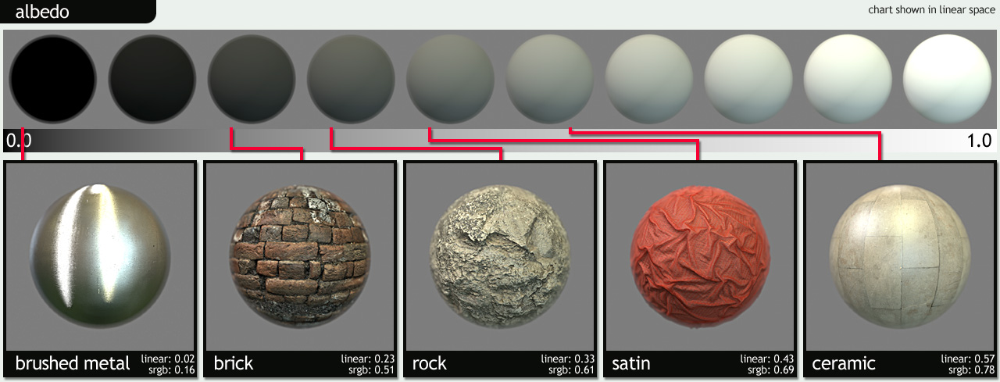 albedo
chart shown in linear space
0.0
1.0
brushed metal
linear: 0.02
srgb: 0.16
brick
linear: 0.23
srgb: 0.51
rock
linear: 0.33
srgb: 0.61
satin
linear: 0.43
srgb: 0.69
ceramic
linear: 0.57
srgb: 0.78